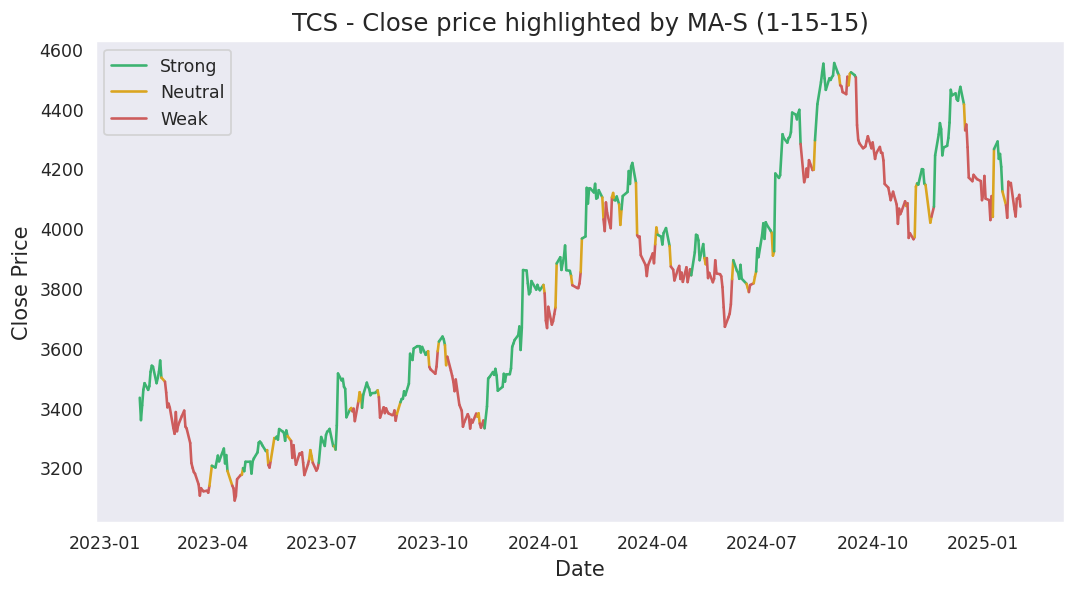 TCS - Close price highlighted by MA-S (1-15-15)
Strong
Neutral
Weak
Close Price
4600
4400
4200
4000
3800
3600
3400
3200
2023-01 2023-04 2023-07 2023-10 2024-01 2024-04 2024-07 2024-10 2025-01
Date